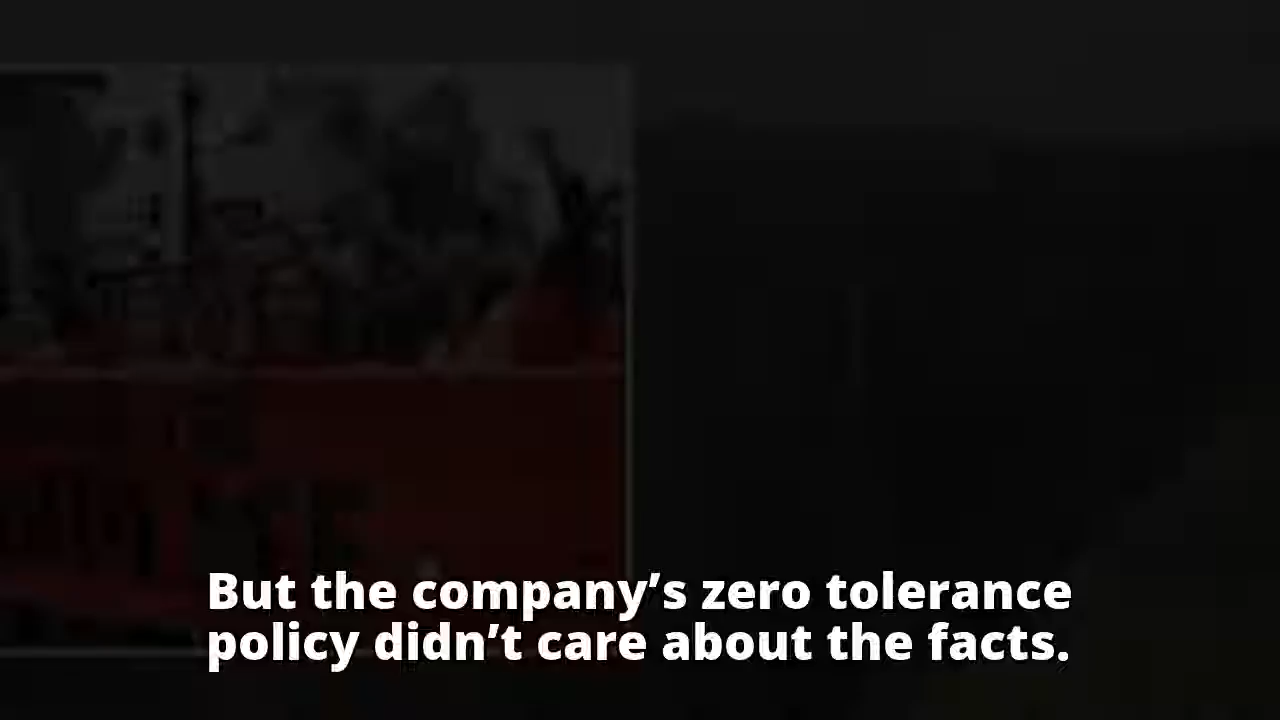 But the company’s zero tolerance
policy didn’t care about the facts.